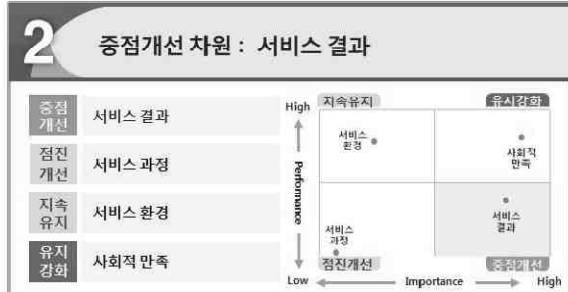 2
중점개선 차원 : 서비스 결과
중점
개선
서비스 결과
점진
개선
서비스 과정
지속
유지
서비스 환경
유지
강화
사회적 만족
High
지속유지
유지강화
서비스
환경
사회적
만족
Performance
서비스
결과
서비스
과정
점진개선
중점개선
Low
Importance
High